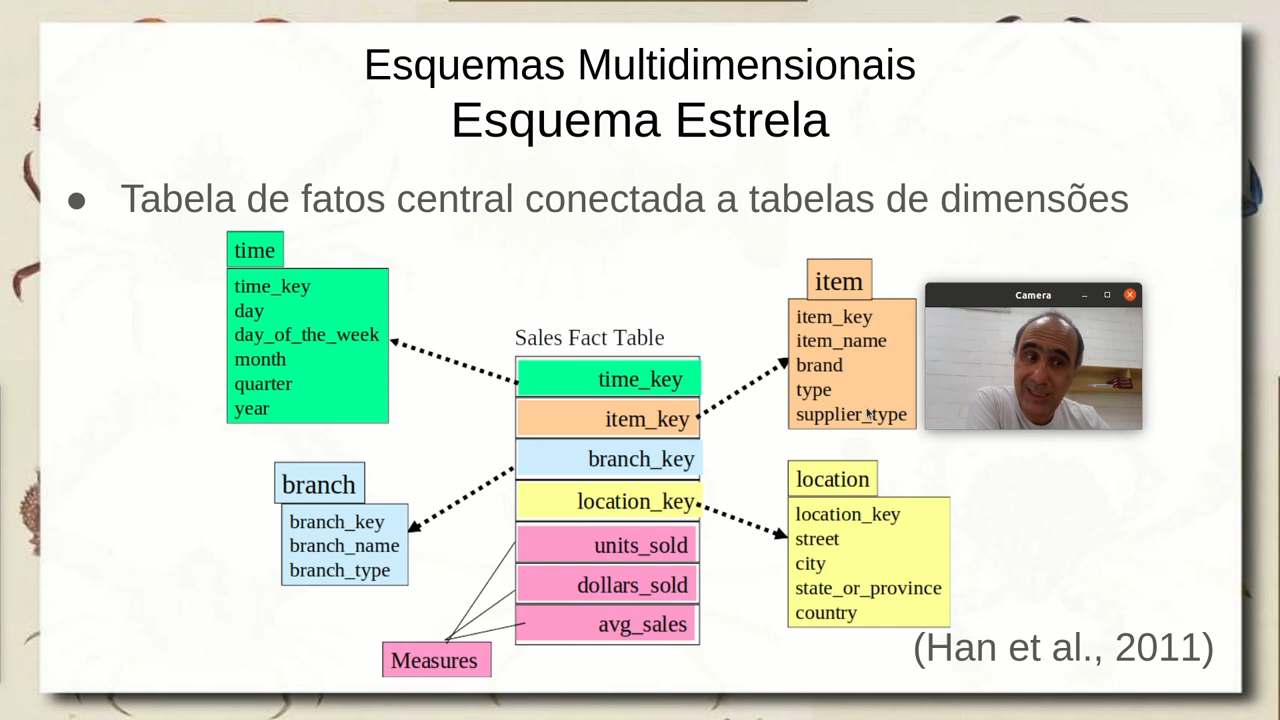 Esquemas Multidimensionais
Esquema Estrela
● Tabela de fatos central conectada a tabelas de dimensões
time
time_key
day
day_of_the_week
month
quarter
year
branch
branch_key
branch_name
branch_type
Sales Fact Table
time_key
item_key
branch_key
location_key
units_sold
dollars_sold
avg_sales
Measures
item
item_key
item_name
brand
type
supplier_type
Camera
location
location_key
street
city
state_or_province
country
(Han et al., 2011)